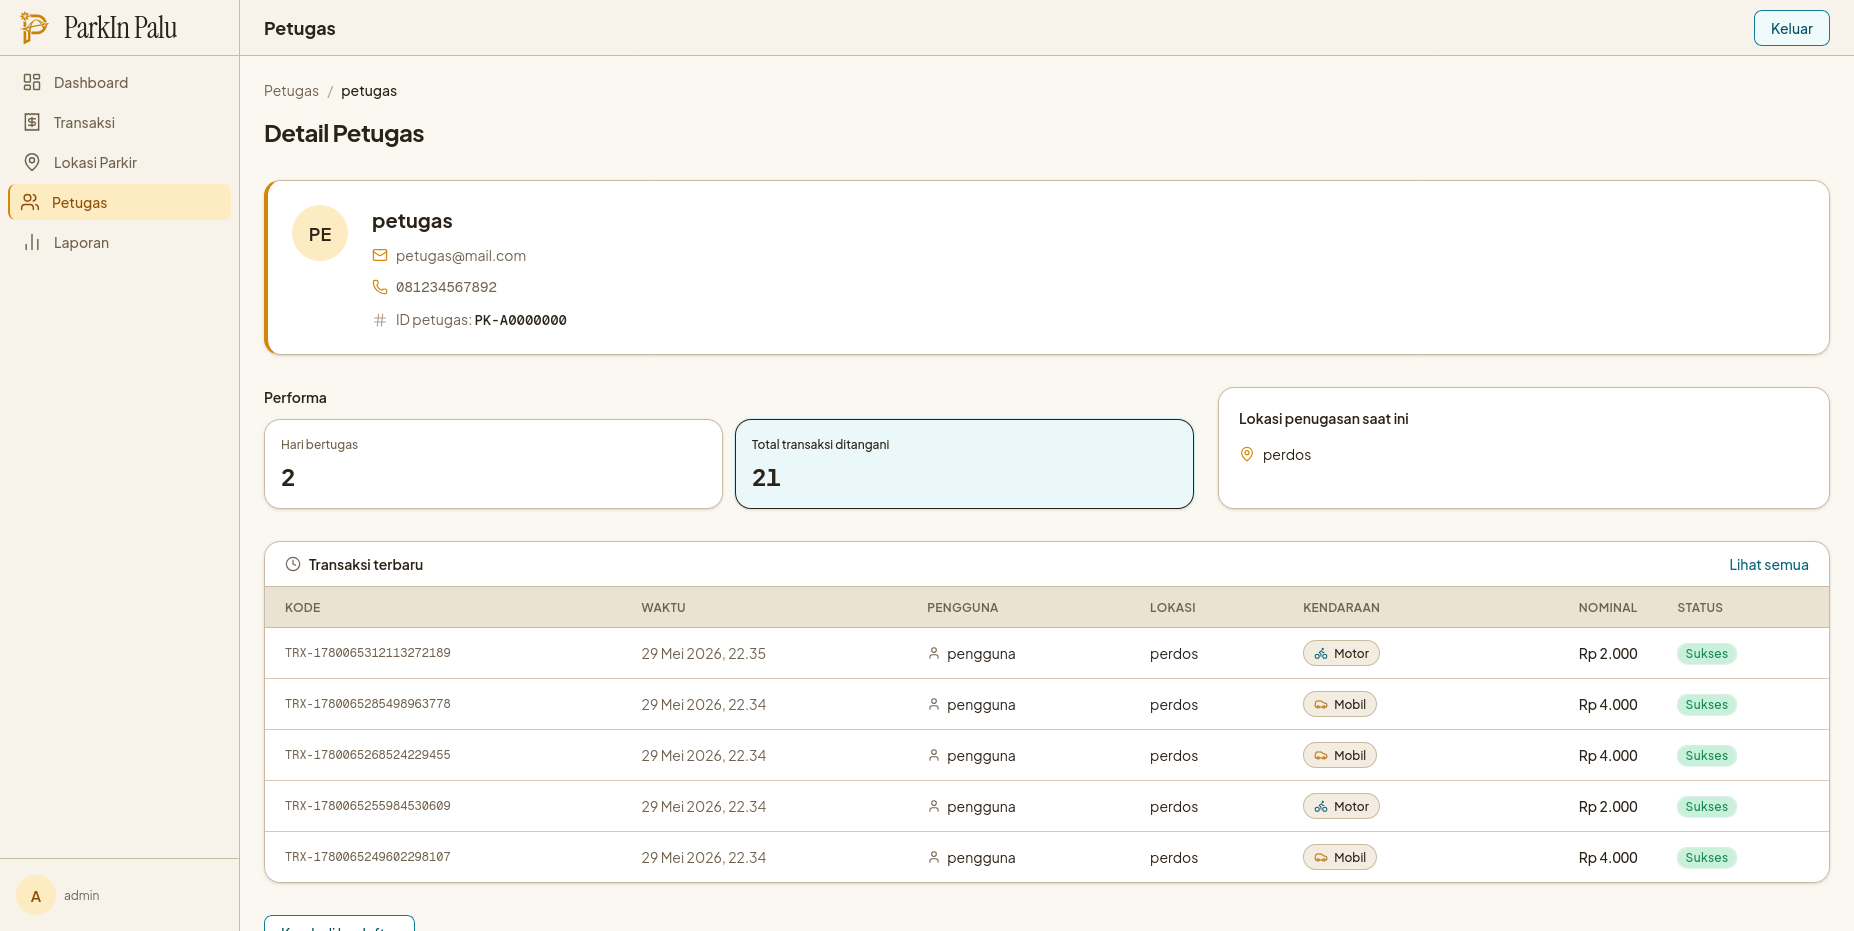 ParkIn Palu
Petugas
Keluar
Dashboard
Transaksi
Lokasi Parkir
Petugas
Laporan
Petugas / petugas
Detail Petugas
PE
petugas
petugas@mail.com
081234567892
ID petugas: PK-A0000000
Performa
Hari bertugas
2
Total transaksi ditangani
21
Lokasi penugasan saat ini
perdos
Transaksi terbaru
Lihat semua
KODE WAKTU PENGGUNA LOKASI KENDARAAN NOMINAL STATUS
TRX-1780065312113272189 29 Mei 2026, 22.35 pengguna perdos Motor Rp 2.000 Sukses
TRX-1780065285498963778 29 Mei 2026, 22.34 pengguna perdos Mobil Rp 4.000 Sukses
TRX-1780065268524229455 29 Mei 2026, 22.34 pengguna perdos Mobil Rp 4.000 Sukses
TRX-1780065255984530609 29 Mei 2026, 22.34 pengguna perdos Motor Rp 2.000 Sukses
TRX-1780065249602298107 29 Mei 2026, 22.34 pengguna perdos Mobil Rp 4.000 Sukses
A
admin